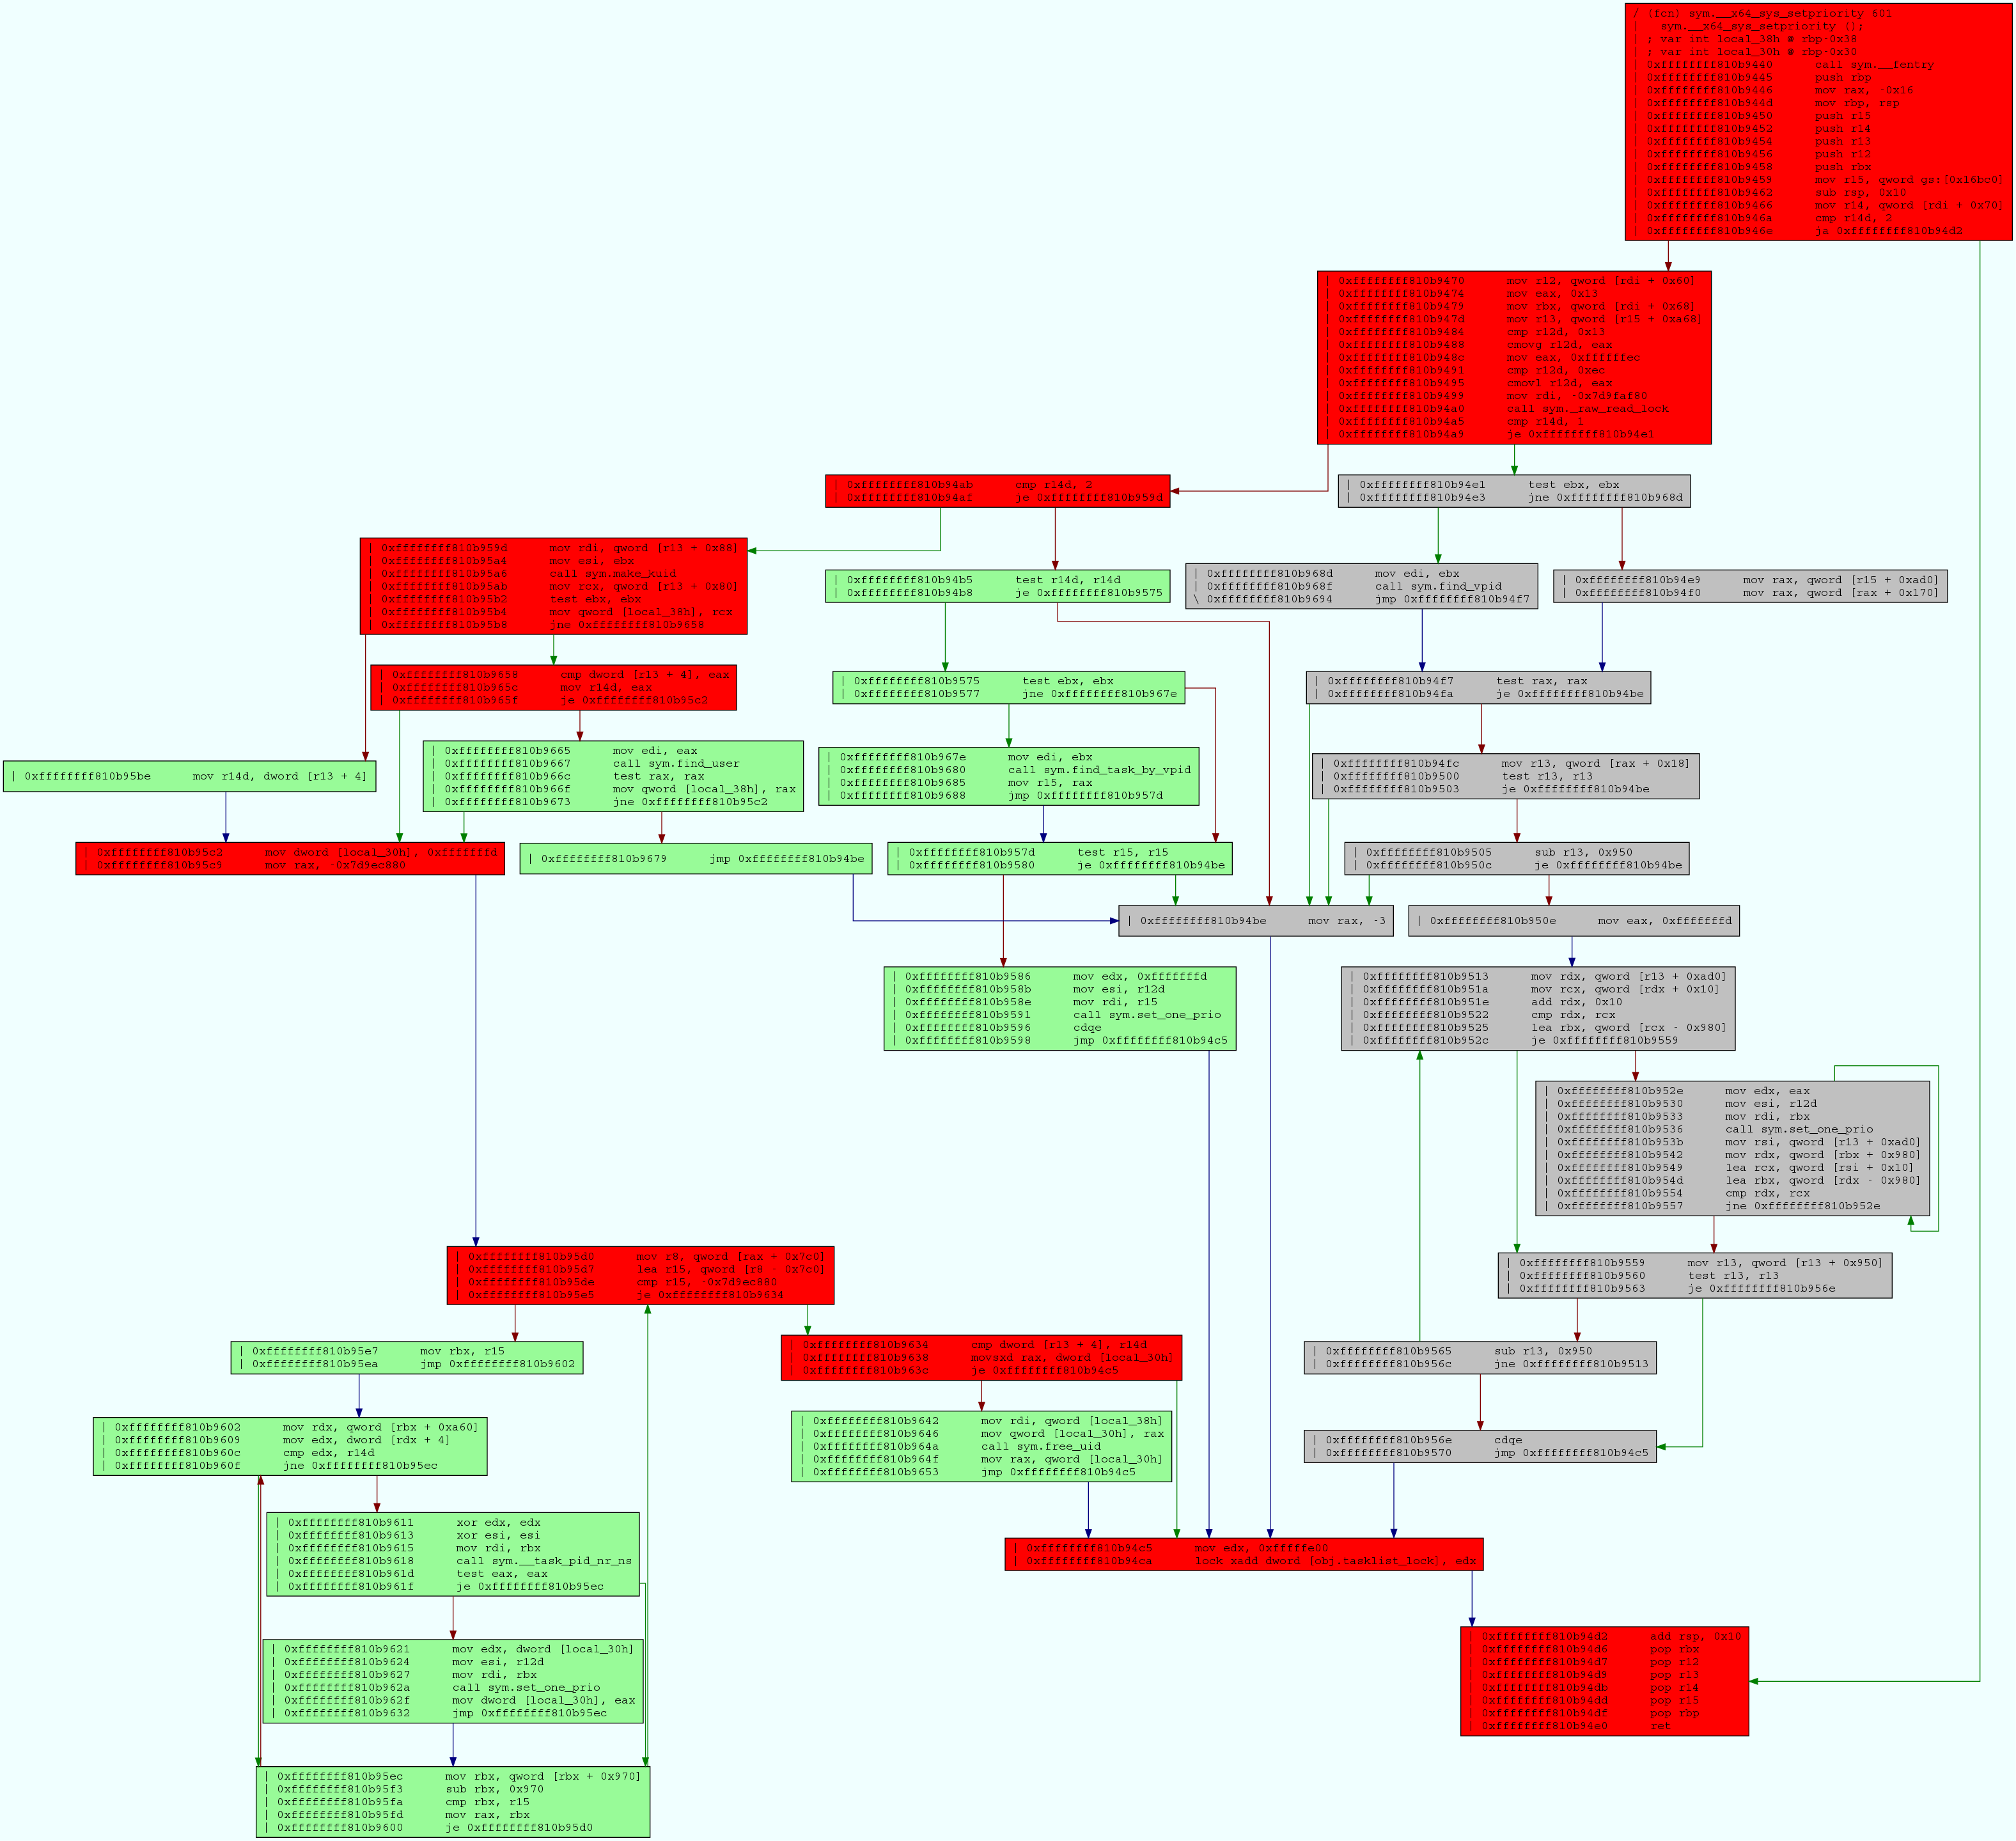 / (fcn) sym.__x64_sys_setpriority 601
|   sym.__x64_sys_setpriority ();
| ; var int local_38h @ rbp-0x38
| ; var int local_30h @ rbp-0x30
| 0xffffffff810b9440      call sym.__fentry
| 0xffffffff810b9445      push rbp
| 0xffffffff810b9446      mov rax, -0x16
| 0xffffffff810b944d      mov rbp, rsp
| 0xffffffff810b9450      push r15
| 0xffffffff810b9452      push r14
| 0xffffffff810b9454      push r13
| 0xffffffff810b9456      push r12
| 0xffffffff810b9458      push rbx
| 0xffffffff810b9459      mov r15, qword gs:[0x16bc0]
| 0xffffffff810b9462      sub rsp, 0x10
| 0xffffffff810b9466      mov r14, qword [rdi + 0x70]
| 0xffffffff810b946a      cmp r14d, 2
| 0xffffffff810b946e      ja 0xffffffff810b94d2
| 0xffffffff810b9470      mov r12, qword [rdi + 0x60]
| 0xffffffff810b9474      mov eax, 0x13
| 0xffffffff810b9479      mov rbx, qword [rdi + 0x68]
| 0xffffffff810b947d      mov r13, qword [r15 + 0xa68]
| 0xffffffff810b9484      cmp r12d, 0x13
| 0xffffffff810b9488      cmovg r12d, eax
| 0xffffffff810b948c      mov eax, 0xffffffec
| 0xffffffff810b9491      cmp r12d, 0xec
| 0xffffffff810b9495      cmovl r12d, eax
| 0xffffffff810b9499      mov rdi, -0x7d9faf80
| 0xffffffff810b94a0      call sym._raw_read_lock
| 0xffffffff810b94a5      cmp r14d, 1
| 0xffffffff810b94a9      je 0xffffffff810b94e1
| 0xffffffff810b94ab      cmp r14d, 2
| 0xffffffff810b94af      je 0xffffffff810b959d
| 0xffffffff810b94e1      test ebx, ebx
| 0xffffffff810b94e3      jne 0xffffffff810b968d
| 0xffffffff810b959d      mov rdi, qword [r13 + 0x88]
| 0xffffffff810b95a4      mov esi, ebx
| 0xffffffff810b95a6      call sym.make_kuid
| 0xffffffff810b95ab      mov rcx, qword [r13 + 0x80]
| 0xffffffff810b95b2      test ebx, ebx
| 0xffffffff810b95b4      mov qword [local_38h], rcx
| 0xffffffff810b95b8      jne 0xffffffff810b9658
| 0xffffffff810b94b5      test r14d, r14d
| 0xffffffff810b94b8      je 0xffffffff810b9575
| 0xffffffff810b968d      mov edi, ebx
| 0xffffffff810b968f      call sym.find_vpid
\ 0xffffffff810b9694      jmp 0xffffffff810b94f7
| 0xffffffff810b94e9      mov rax, qword [r15 + 0xad0]
| 0xffffffff810b94f0      mov rax, qword [rax + 0x170]
| 0xffffffff810b9658      cmp dword [r13 + 4], eax
| 0xffffffff810b965c      mov r14d, eax
| 0xffffffff810b965f      je 0xffffffff810b95c2
| 0xffffffff810b9575      test ebx, ebx
| 0xffffffff810b9577      jne 0xffffffff810b967e
| 0xffffffff810b94f7      test rax, rax
| 0xffffffff810b94fa      je 0xffffffff810b94be
| 0xffffffff810b95be      mov r14d, dword [r13 + 4]
| 0xffffffff810b9665      mov edi, eax
| 0xffffffff810b9667      call sym.find_user
| 0xffffffff810b966c      test rax, rax
| 0xffffffff810b966f      mov qword [local_38h], rax
| 0xffffffff810b9673      jne 0xffffffff810b95c2
| 0xffffffff810b967e      mov edi, ebx
| 0xffffffff810b9680      call sym.find_task_by_vpid
| 0xffffffff810b9685      mov r15, rax
| 0xffffffff810b9688      jmp 0xffffffff810b957d
| 0xffffffff810b94fc      mov r13, qword [rax + 0x18]
| 0xffffffff810b9500      test r13, r13
| 0xffffffff810b9503      je 0xffffffff810b94be
| 0xffffffff810b95c2      mov dword [local_30h], 0xfffffffd
| 0xffffffff810b95c9      mov rax, -0x7d9ec880
| 0xffffffff810b9679      jmp 0xffffffff810b94be
| 0xffffffff810b957d      test r15, r15
| 0xffffffff810b9580      je 0xffffffff810b94be
| 0xffffffff810b9505      sub r13, 0x950
| 0xffffffff810b950c      je 0xffffffff810b94be
| 0xffffffff810b94be      mov rax, -3
| 0xffffffff810b950e      mov eax, 0xfffffffd
| 0xffffffff810b9586      mov edx, 0xfffffffd
| 0xffffffff810b958b      mov esi, r12d
| 0xffffffff810b958e      mov rdi, r15
| 0xffffffff810b9591      call sym.set_one_prio
| 0xffffffff810b9596      cdqe
| 0xffffffff810b9598      jmp 0xffffffff810b94c5
| 0xffffffff810b9513      mov rdx, qword [r13 + 0xad0]
| 0xffffffff810b951a      mov rcx, qword [rdx + 0x10]
| 0xffffffff810b951e      add rdx, 0x10
| 0xffffffff810b9522      cmp rdx, rcx
| 0xffffffff810b9525      lea rbx, qword [rcx - 0x980]
| 0xffffffff810b952c      je 0xffffffff810b9559
| 0xffffffff810b952e      mov edx, eax
| 0xffffffff810b9530      mov esi, r12d
| 0xffffffff810b9533      mov rdi, rbx
| 0xffffffff810b9536      call sym.set_one_prio
| 0xffffffff810b953b      mov rsi, qword [r13 + 0xad0]
| 0xffffffff810b9542      mov rdx, qword [rbx + 0x980]
| 0xffffffff810b9549      lea rcx, qword [rsi + 0x10]
| 0xffffffff810b954d      lea rbx, qword [rdx - 0x980]
| 0xffffffff810b9554      cmp rdx, rcx
| 0xffffffff810b9557      jne 0xffffffff810b952e
| 0xffffffff810b95d0      mov r8, qword [rax + 0x7c0]
| 0xffffffff810b95d7      lea r15, qword [r8 - 0x7c0]
| 0xffffffff810b95de      cmp r15, -0x7d9ec880
| 0xffffffff810b95e5      je 0xffffffff810b9634
| 0xffffffff810b9559      mov r13, qword [r13 + 0x950]
| 0xffffffff810b9560      test r13, r13
| 0xffffffff810b9563      je 0xffffffff810b956e
| 0xffffffff810b95e7      mov rbx, r15
| 0xffffffff810b95ea      jmp 0xffffffff810b9602
| 0xffffffff810b9634      cmp dword [r13 + 4], r14d
| 0xffffffff810b9638      movsxd rax, dword [local_30h]
| 0xffffffff810b963c      je 0xffffffff810b94c5
| 0xffffffff810b9565      sub r13, 0x950
| 0xffffffff810b956c      jne 0xffffffff810b9513
| 0xffffffff810b9602      mov rdx, qword [rbx + 0xa60]
| 0xffffffff810b9609      mov edx, dword [rdx + 4]
| 0xffffffff810b960c      cmp edx, r14d
| 0xffffffff810b960f      jne 0xffffffff810b95ec
| 0xffffffff810b9642      mov rdi, qword [local_38h]
| 0xffffffff810b9646      mov qword [local_30h], rax
| 0xffffffff810b964a      call sym.free_uid
| 0xffffffff810b964f      mov rax, qword [local_30h]
| 0xffffffff810b9653      jmp 0xffffffff810b94c5
| 0xffffffff810b956e      cdqe
| 0xffffffff810b9570      jmp 0xffffffff810b94c5
| 0xffffffff810b9611      xor edx, edx
| 0xffffffff810b9613      xor esi, esi
| 0xffffffff810b9615      mov rdi, rbx
| 0xffffffff810b9618      call sym.__task_pid_nr_ns
| 0xffffffff810b961d      test eax, eax
| 0xffffffff810b961f      je 0xffffffff810b95ec
| 0xffffffff810b94c5      mov edx, 0xfffffe00
| 0xffffffff810b94ca      lock xadd dword [obj.tasklist_lock], edx
| 0xffffffff810b9621      mov edx, dword [local_30h]
| 0xffffffff810b9624      mov esi, r12d
| 0xffffffff810b9627      mov rdi, rbx
| 0xffffffff810b962a      call sym.set_one_prio
| 0xffffffff810b962f      mov dword [local_30h], eax
| 0xffffffff810b9632      jmp 0xffffffff810b95ec
| 0xffffffff810b94d2      add rsp, 0x10
| 0xffffffff810b94d6      pop rbx
| 0xffffffff810b94d7      pop r12
| 0xffffffff810b94d9      pop r13
| 0xffffffff810b94db      pop r14
| 0xffffffff810b94dd      pop r15
| 0xffffffff810b94df      pop rbp
| 0xffffffff810b94e0      ret
| 0xffffffff810b95ec      mov rbx, qword [rbx + 0x970]
| 0xffffffff810b95f3      sub rbx, 0x970
| 0xffffffff810b95fa      cmp rbx, r15
| 0xffffffff810b95fd      mov rax, rbx
| 0xffffffff810b9600      je 0xffffffff810b95d0